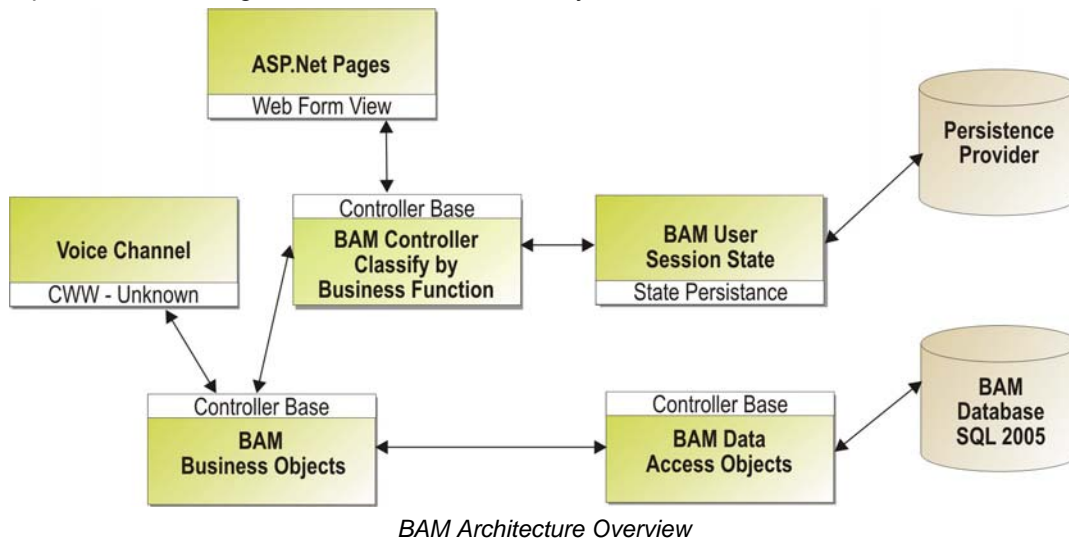 ASP.Net Pages
Web Form View
Persistence
Provider
Controller Base
BAM Controller
Classify by
Business Function
BAM User
Session State
State Persistance
Voice Channel
CWW - Unknown
Controller Base
BAM
Business Objects
Controller Base
BAM Data
Access Objects
BAM
Database
SQL 2005
BAM Architecture Overview